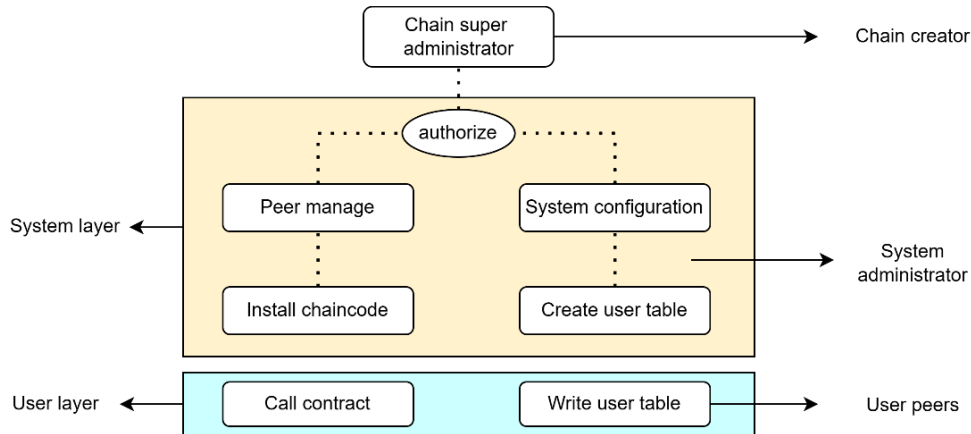 Chain super
administrator
Chain creator
authorize
Peer manage
System configuration
System layer
System
administrator
Install chaincode
Create user table
User layer
Call contract
Write user table
User peers